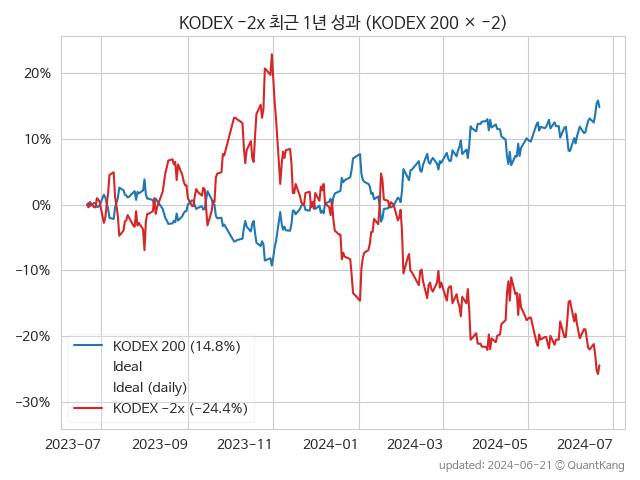 KODEX -2x 최근 1년 성과 (KODEX 200 × -2)
20%
10%
0%
-10%
-20%
-30%
KODEX 200 (14.8%)
Ideal
Ideal (daily)
KODEX -2x (-24.4%)
2023-07 2023-09 2023-11 2024-01 2024-03 2024-05 2024-07
updated: 2024-06-21 © QuantKang